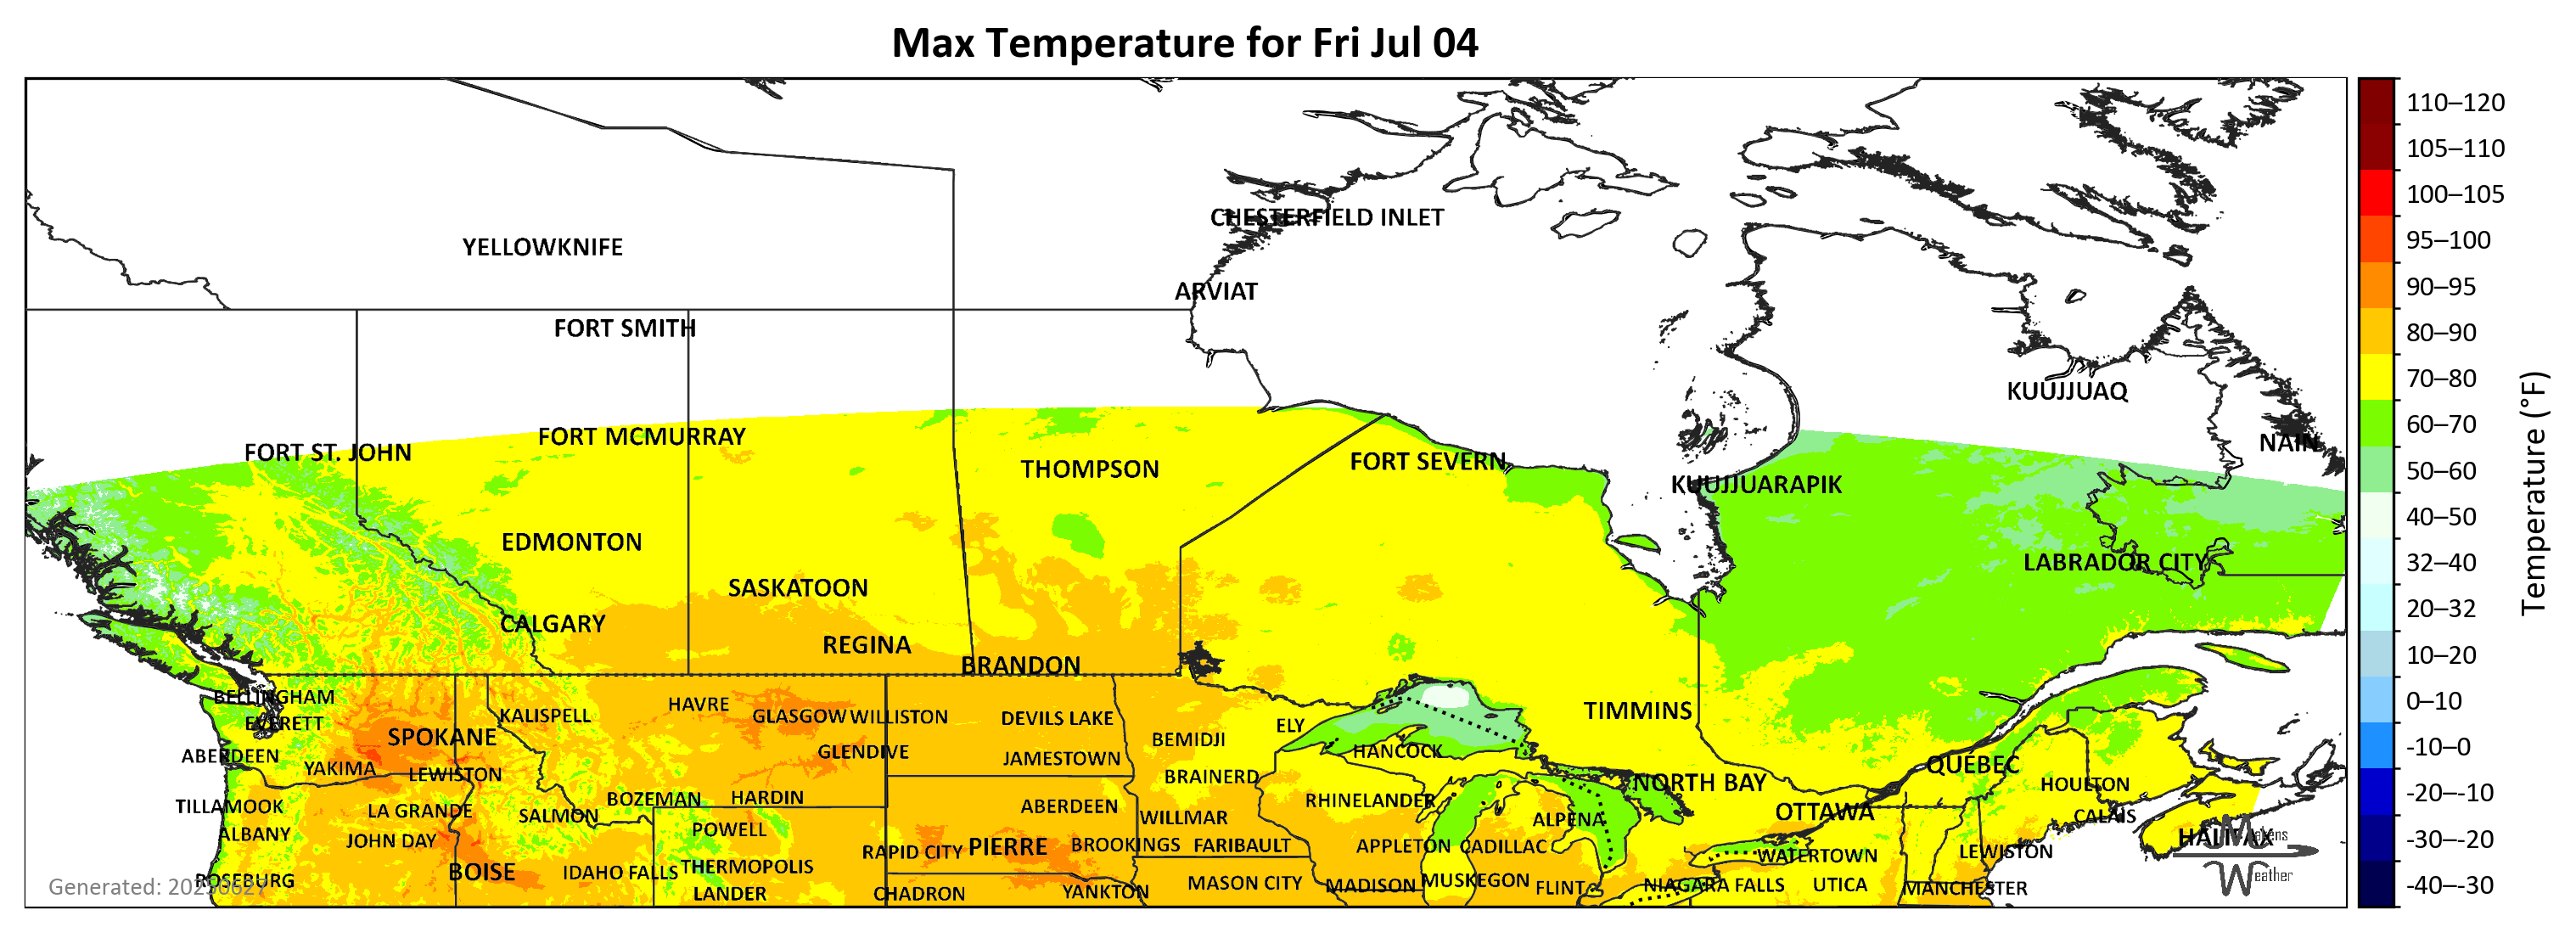 Max Temperature for Fri Jul 04
110–120
105–110
CHESTERFIELD INLET
100–105
YELLOWKNIFE
95–100
ARVIAT
90–95
FORT SMITH
80–90
KUUJJUAQ
70–80
FORT MCMURRAY
60–70
NAIN
FORT ST. JOHN
THOMPSON
FORT SEVERN
50–60
KUUJJUARAPIK
40–50
EDMONTON
LABRADOR CITY
32–40
SASKATOON
20–32
CALGARY
REGINA
10–20
BRANDON
BELLINGHAM
HAVRE
0–10
EVERETT
KALISPELL
GLASGOW
WILLISTON
DEVILS LAKE
ELY
TIMMINS
SPOKANE
BEMIDJI
-10–0
ABERDEEN
GLENDIVE
JAMESTOWN
HANCOCK
QUEBEC
YAKIMA
LEWISTON
BRAINERD
NORTH BAY
HOULTON
-20–-10
TILLAMOOK
LA GRANDE
BOZEMAN
HARDIN
ABERDEEN
RHINELANDER
SALMON
WILLMAR
ALPENA
OTTAWA
CALAIS
ALBANY
JOHN DAY
POWELL
HALIFAX
Makens
-30–-20
RAPID CITY
PIERRE
BROOKINGS
FARIBAULT
APPLETON
CADILLAC
WATERTOWN
LEWISTON
BOISE
IDAHO FALLS
THERMOPOLIS
Weather
Generated: 20250627
ROSEBURG
LANDER
CHADRON
YANKTON
MASON CITY
MADISON
MUSKEGON
FLINT
NIAGARA FALLS
UTICA
MANCHESTER
-40–-30
Temperature (°F)